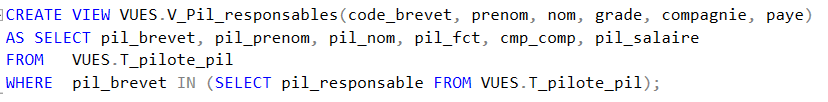 CREATE VIEW VUES.V_Pil_responsables(code_brevet, prenom, nom, grade, compagnie, paye)
AS SELECT pil_brevet, pil_prenom, pil_nom, pil_fct, cmp_comp, pil_salaire
FROM VUES.T_pilote_pil
WHERE pil_brevet IN (SELECT pil_responsable FROM VUES.T_pilote_pil);